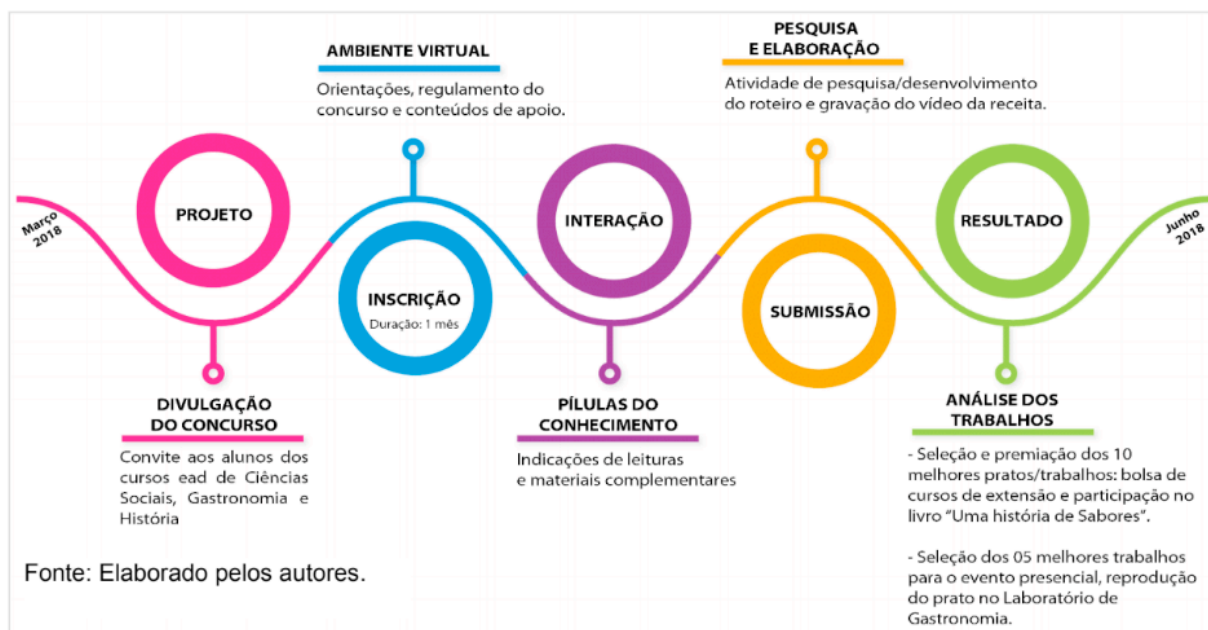 Março
2018
PROJETO
DIVULGAÇÃO
DO CONCURSO
Convite aos alunos dos
cursos ead de Ciências
Sociais, Gastronomia e
História
AMBIENTE VIRTUAL
Orientações, regulamento do
concurso e conteúdos de apoio.
INSCRIÇÃO
Duração: 1 mês
INTERAÇÃO
PÍLULAS DO
CONHECIMENTO
Indicações de leituras
e materiais complementares
PESQUISA
E ELABORAÇÃO
Atividade de pesquisa/desenvolvimento
do roteiro e gravação do vídeo da receita.
SUBMISSÃO
RESULTADO
ANÁLISE DOS
TRABALHOS
- Seleção e premiação dos 10
melhores pratos/trabalhos: bolsa de
cursos de extensão e participação no
livro "Uma história de Sabores".
- Seleção dos 05 melhores trabalhos
para o evento presencial, reprodução
do prato no Laboratório de
Gastronomia.
Junho
2018
Fonte: Elaborado pelos autores.